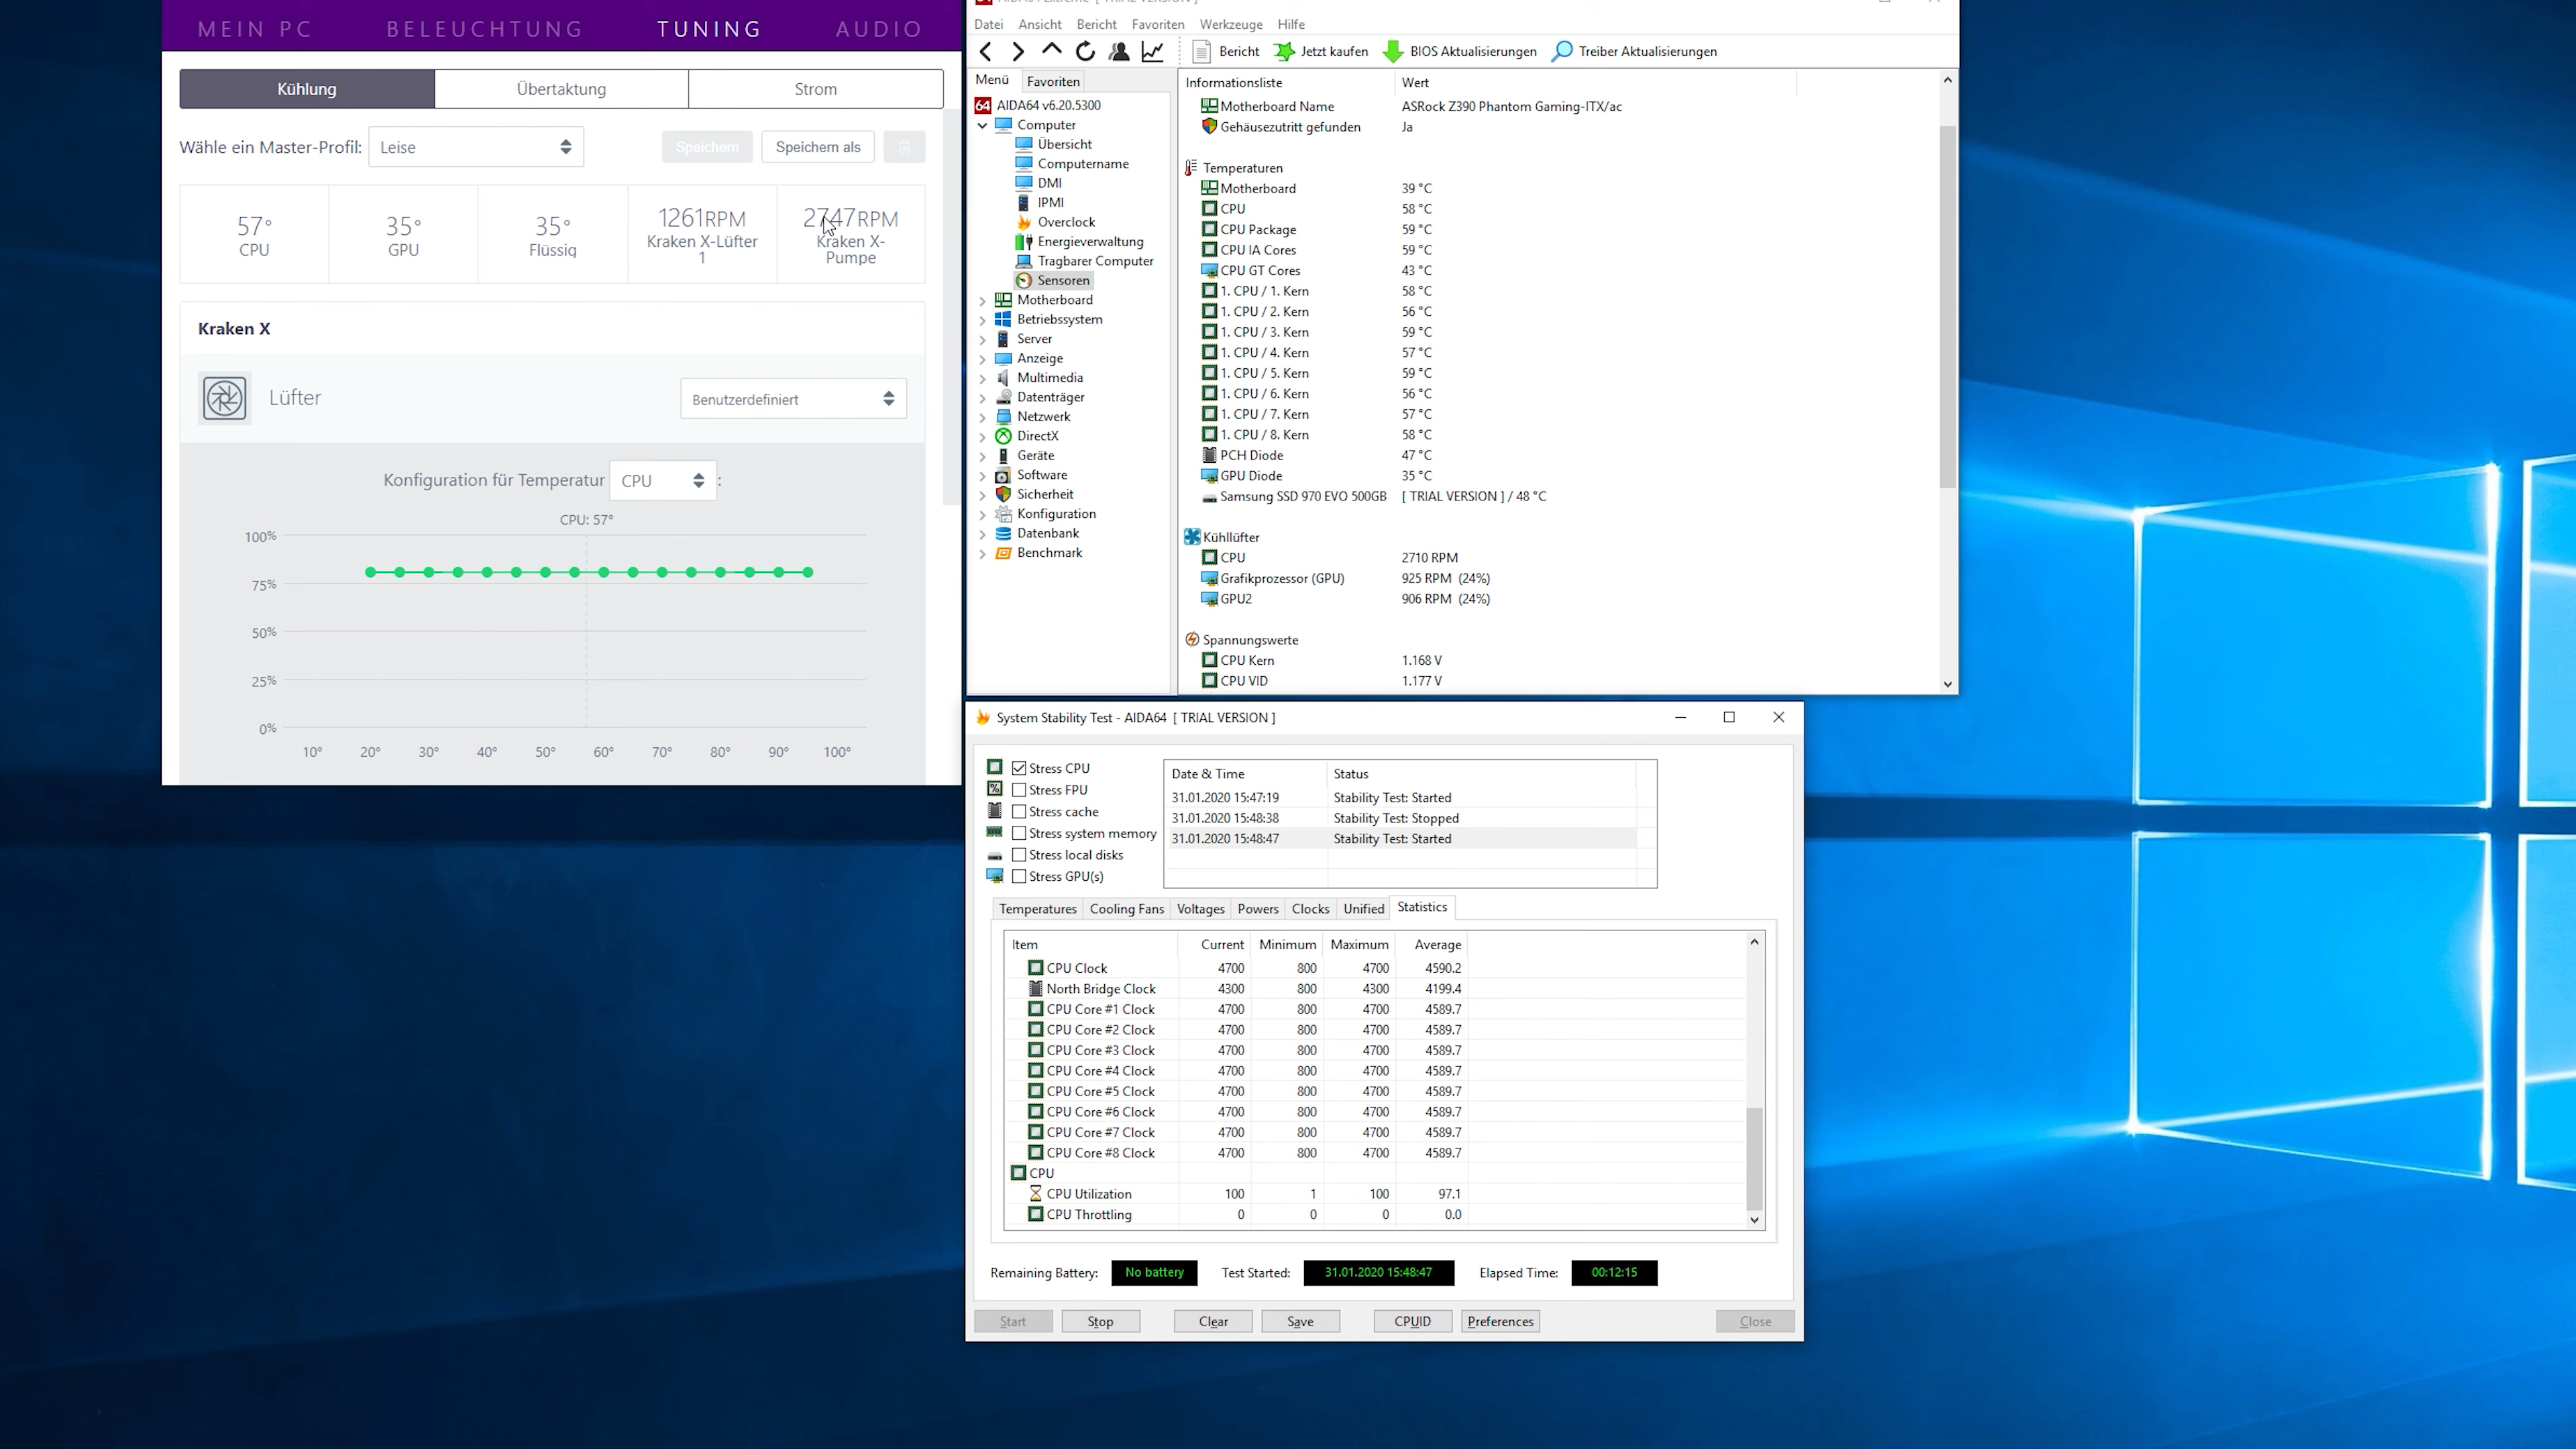 MEIN PC BELEUCHTUNG TUNING AUDIO
Kühlung Übertaktung Strom
Wähle ein Master-Profil: Leise Speichern Speichern als
57° 35° 35° 1261RPM 2747RPM
CPU GPU Flüssig Kraken X-Lüfter Kraken X-
1 Pumpe
Kraken X
Lüfter Benutzerdefiniert
Konfiguration für Temperatur CPU :
CPU: 57°
100%
75%
50%
25%
0%
10° 20° 30° 40° 50° 60° 70° 80° 90° 100°
Datei Ansicht Bericht Favoriten Werkzeuge Hilfe
Bericht Jetzt kaufen BIOS Aktualisierungen Treiber Aktualisierungen
Menü Favoriten
64 AIDA64 v6.20.5300
Computer
Übersicht
Computername
DMI
IPMI
Overclock
Energieverwaltung
Tragbarer Computer
Sensoren
Motherboard
Betriebssystem
Server
Anzeige
Multimedia
Datenträger
Netzwerk
DirectX
Geräte
Software
Sicherheit
Konfiguration
Datenbank
Benchmark
Informationsliste Wert
Motherboard Name ASRock Z390 Phantom Gaming-ITX/ac
Gehäusezutritt gefunden Ja
Temperaturen
Motherboard 39 °C
CPU 58 °C
CPU Package 59 °C
CPU IA Cores 59 °C
CPU GT Cores 43 °C
1. CPU / 1. Kern 58 °C
1. CPU / 2. Kern 56 °C
1. CPU / 3. Kern 59 °C
1. CPU / 4. Kern 57 °C
1. CPU / 5. Kern 59 °C
1. CPU / 6. Kern 56 °C
1. CPU / 7. Kern 57 °C
1. CPU / 8. Kern 58 °C
PCH Diode 47 °C
GPU Diode 35 °C
Samsung SSD 970 EVO 500GB [ TRIAL VERSION ] / 48 °C
Kühllüfter
CPU 2710 RPM
Grafikprozessor (GPU) 925 RPM (24%)
GPU2 906 RPM (24%)
Spannungswerte
CPU Kern 1.168 V
CPU VID 1.177 V
System Stability Test - AIDA64 [ TRIAL VERSION ]
Stress CPU
Stress FPU
Stress cache
Stress system memory
Stress local disks
Stress GPU(s)
Date & Time Status
31.01.2020 15:47:19 Stability Test: Started
31.01.2020 15:48:38 Stability Test: Stopped
31.01.2020 15:48:47 Stability Test: Started
Temperatures Cooling Fans Voltages Powers Clocks Unified Statistics
Item Current Minimum Maximum Average
CPU Clock 4700 800 4700 4590.2
North Bridge Clock 4300 800 4300 4199.4
CPU Core #1 Clock 4700 800 4700 4589.7
CPU Core #2 Clock 4700 800 4700 4589.7
CPU Core #3 Clock 4700 800 4700 4589.7
CPU Core #4 Clock 4700 800 4700 4589.7
CPU Core #5 Clock 4700 800 4700 4589.7
CPU Core #6 Clock 4700 800 4700 4589.7
CPU Core #7 Clock 4700 800 4700 4589.7
CPU Core #8 Clock 4700 800 4700 4589.7
CPU
CPU Utilization 100 1 100 97.1
CPU Throttling 0 0 0 0.0
Remaining Battery: No battery Test Started: 31.01.2020 15:48:47 Elapsed Time: 00:12:15
Start Stop Clear Save CPUID Preferences Close